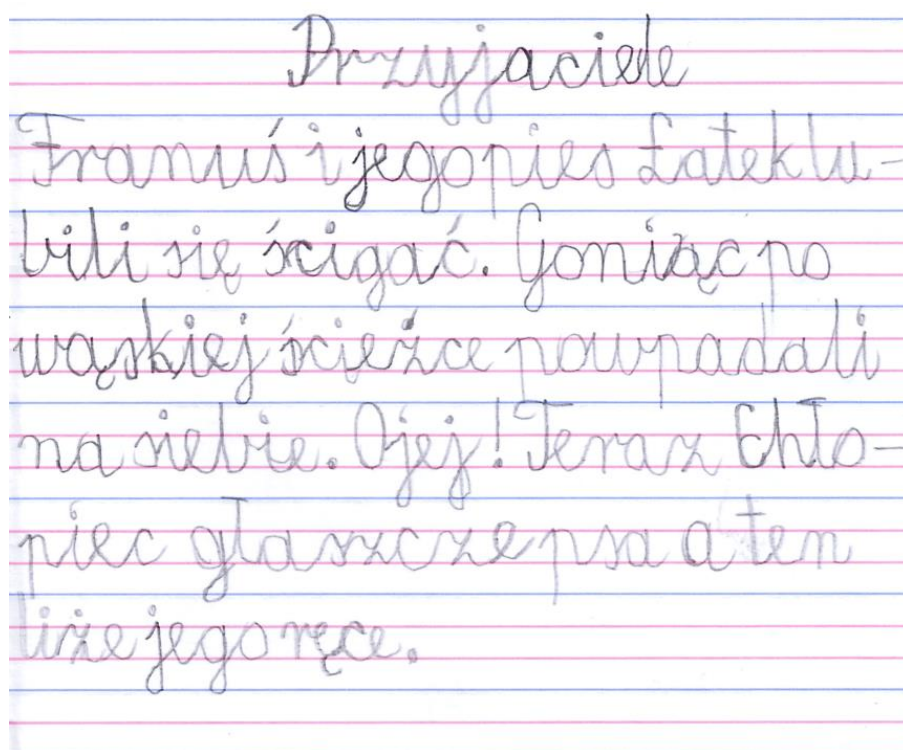 Przyjaciele
Franuś i jego pies Łatek lu-
bili się ścigać. Goniąc po
wąskiej ścieżce powpadali
na siebie. Ojej! Teraz Chło-
piec głaszcze psa a ten
liże jego ręce.